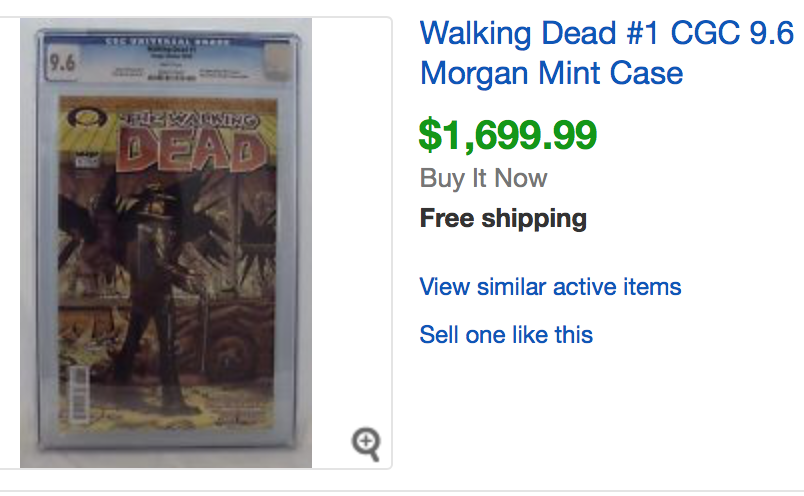 CGC UNIVERSAL GRADE
9.6
Walking Dead #1
THE WALKING
DEAD
Walking Dead #1 CGC 9.6
Morgan Mint Case
$1,699.99
Buy It Now
Free shipping
View similar active items
Sell one like this